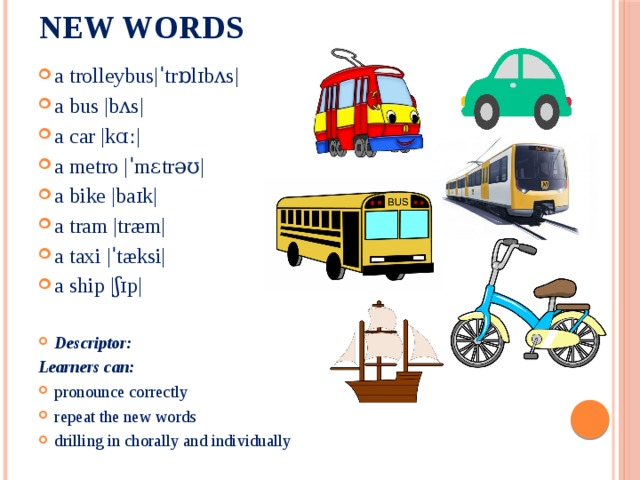 NEW WORDS
a trolleybus|ˈtrɒlɪbʌs|
a bus |bʌs|
a car |kɑː|
a metro |ˈmɛtrəʊ|
a bike |baɪk|
a tram |træm|
a taxi |ˈtæksi|
a ship |ʃɪp|
Descriptor:
Learners can:
pronounce correctly
repeat the new words
drilling in chorally and individually
BUS